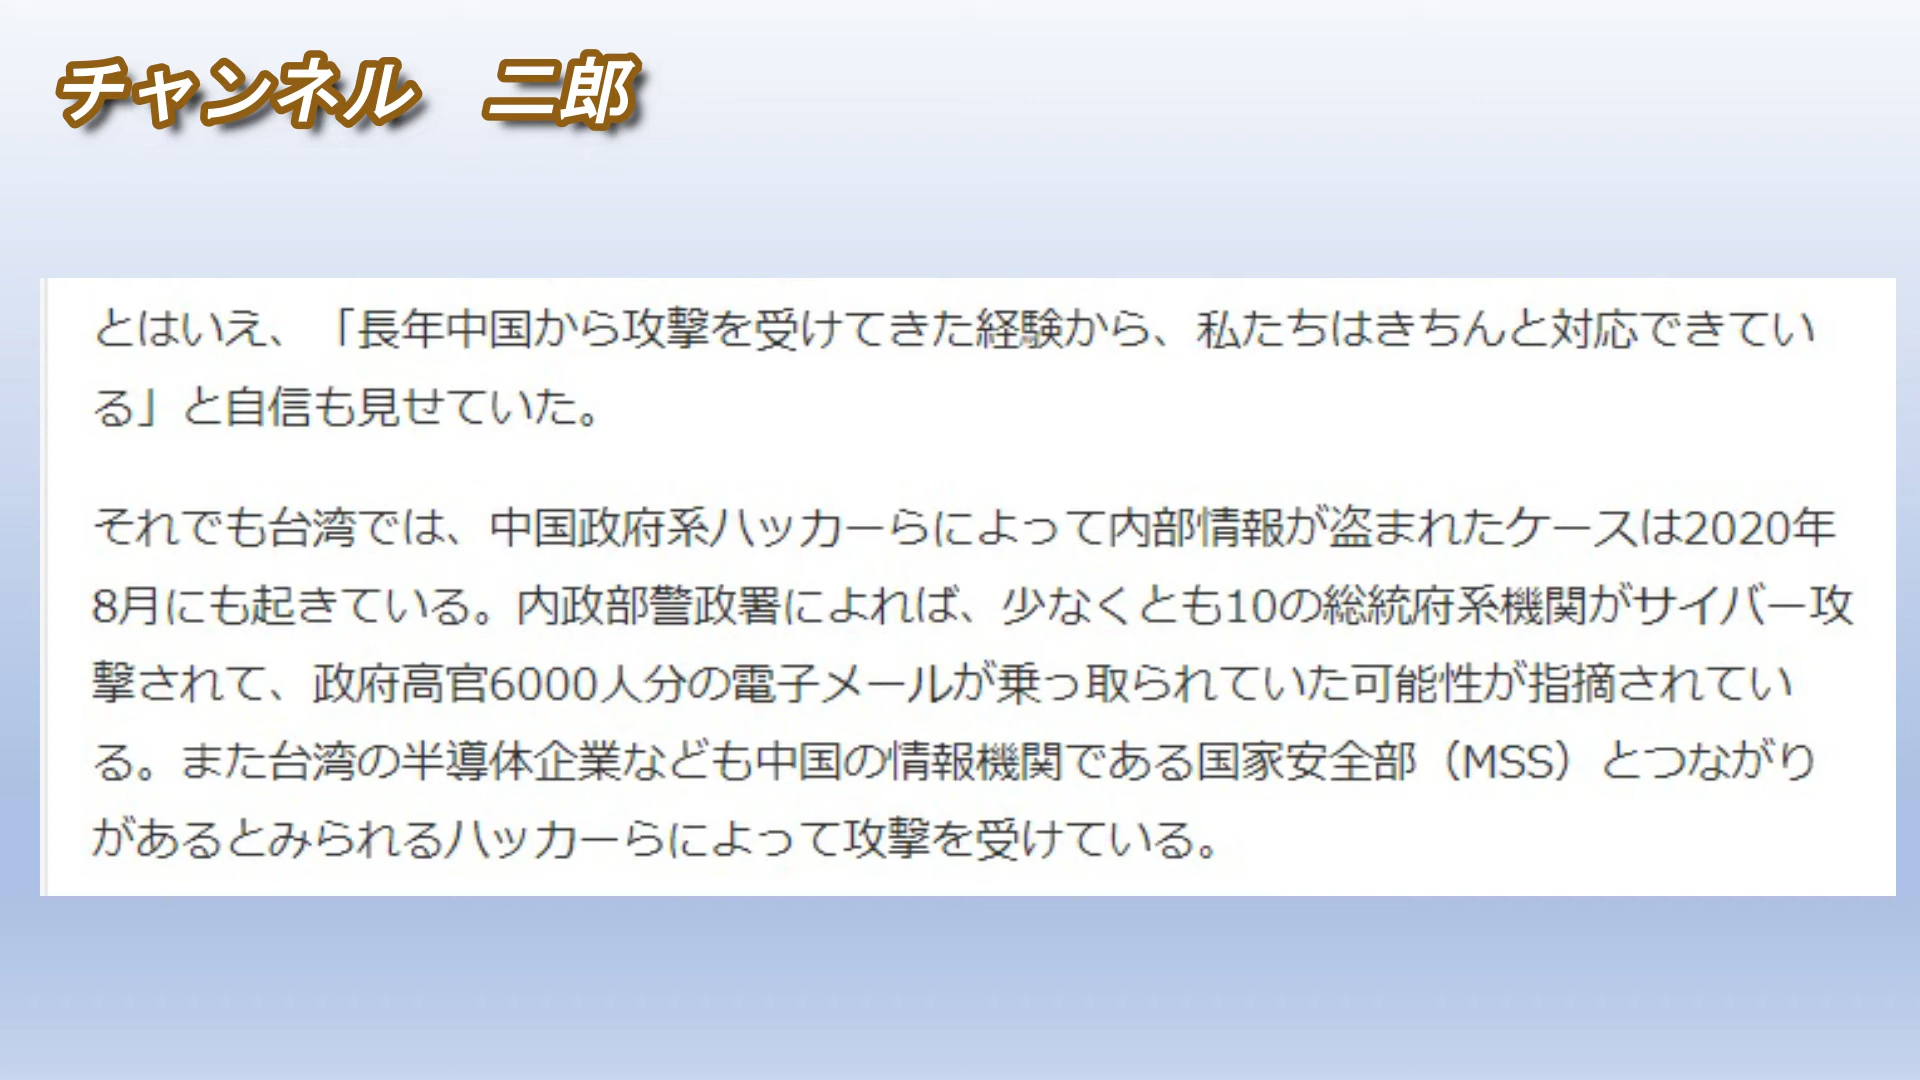 チャンネル　二郎
とはいえ、「長年中国から攻撃を受けてきた経験から、私たちはきちんと対応できてい
る」と自信も見せていた。
それでも台湾では、中国政府系ハッカーらによって内部情報が盗まれたケースは2020年
8月にも起きている。内政部警政署によれば、少なくとも10の総統府系機関がサイバー攻
撃されて、政府高官6000人分の電子メールが乗っ取られていた可能性が指摘されてい
る。また台湾の半導体企業なども中国の情報機関である国家安全部（MSS）とつながり
があるとみられるハッカーらによって攻撃を受けている。